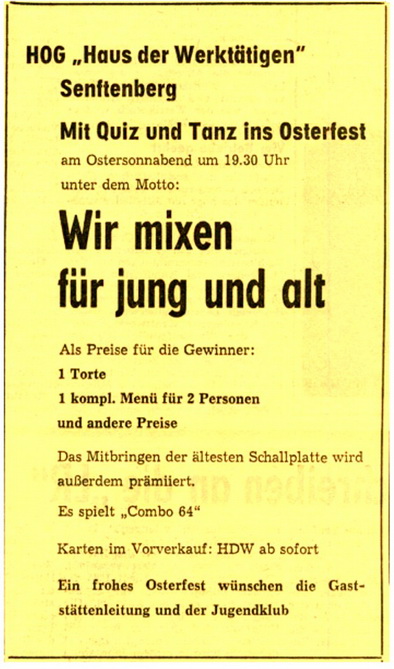 HOG „Haus der Werktätigen"
Senftenberg
Mit Quiz und Tanz ins Osterfest
am Ostersonnabend um 19.30 Uhr
unter dem Motto:
Wir mixen
für jung und alt
Als Preise für die Gewinner:
1 Torte
1 kompl. Menü für 2 Personen
und andere Preise
Das Mitbringen der ältesten Schallplatte wird
außerdem prämiiert.
Es spielt „Combo 64"
Karten im Vorverkauf: HDW ab sofort
Ein frohes Osterfest wünschen die Gast-
stättenleitung und der Jugendklub